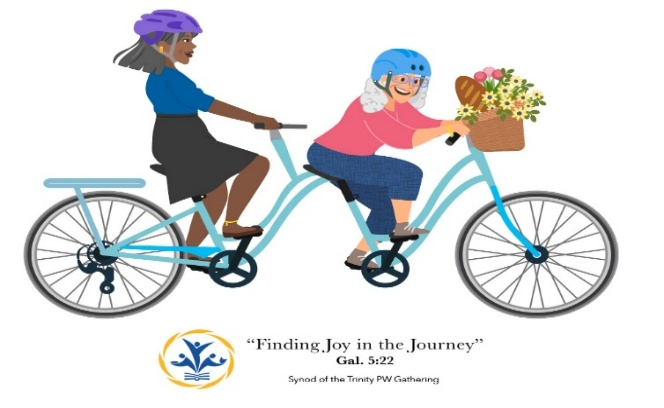 “Finding Joy in the Journey”
Gal. 5:22
Synod of the Trinity PW Gathering